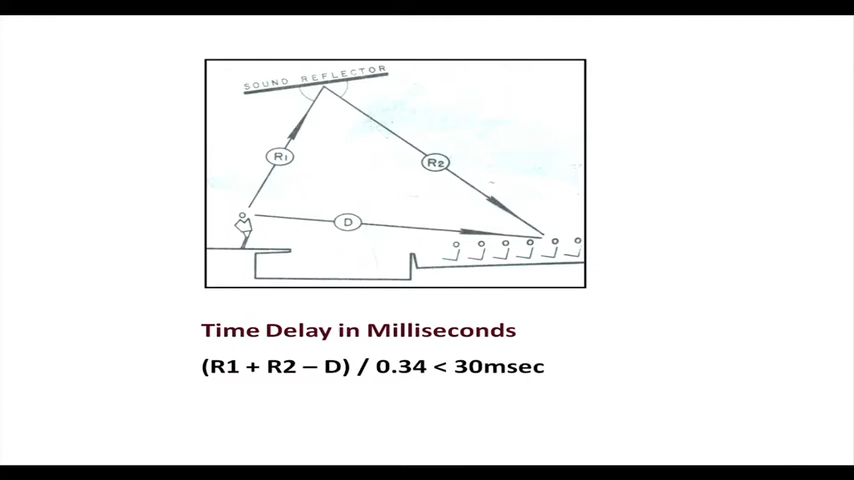 SOUND REFLECTOR
R1
R2
D
Time Delay in Milliseconds
(R1 + R2 – D) / 0.34 < 30msec